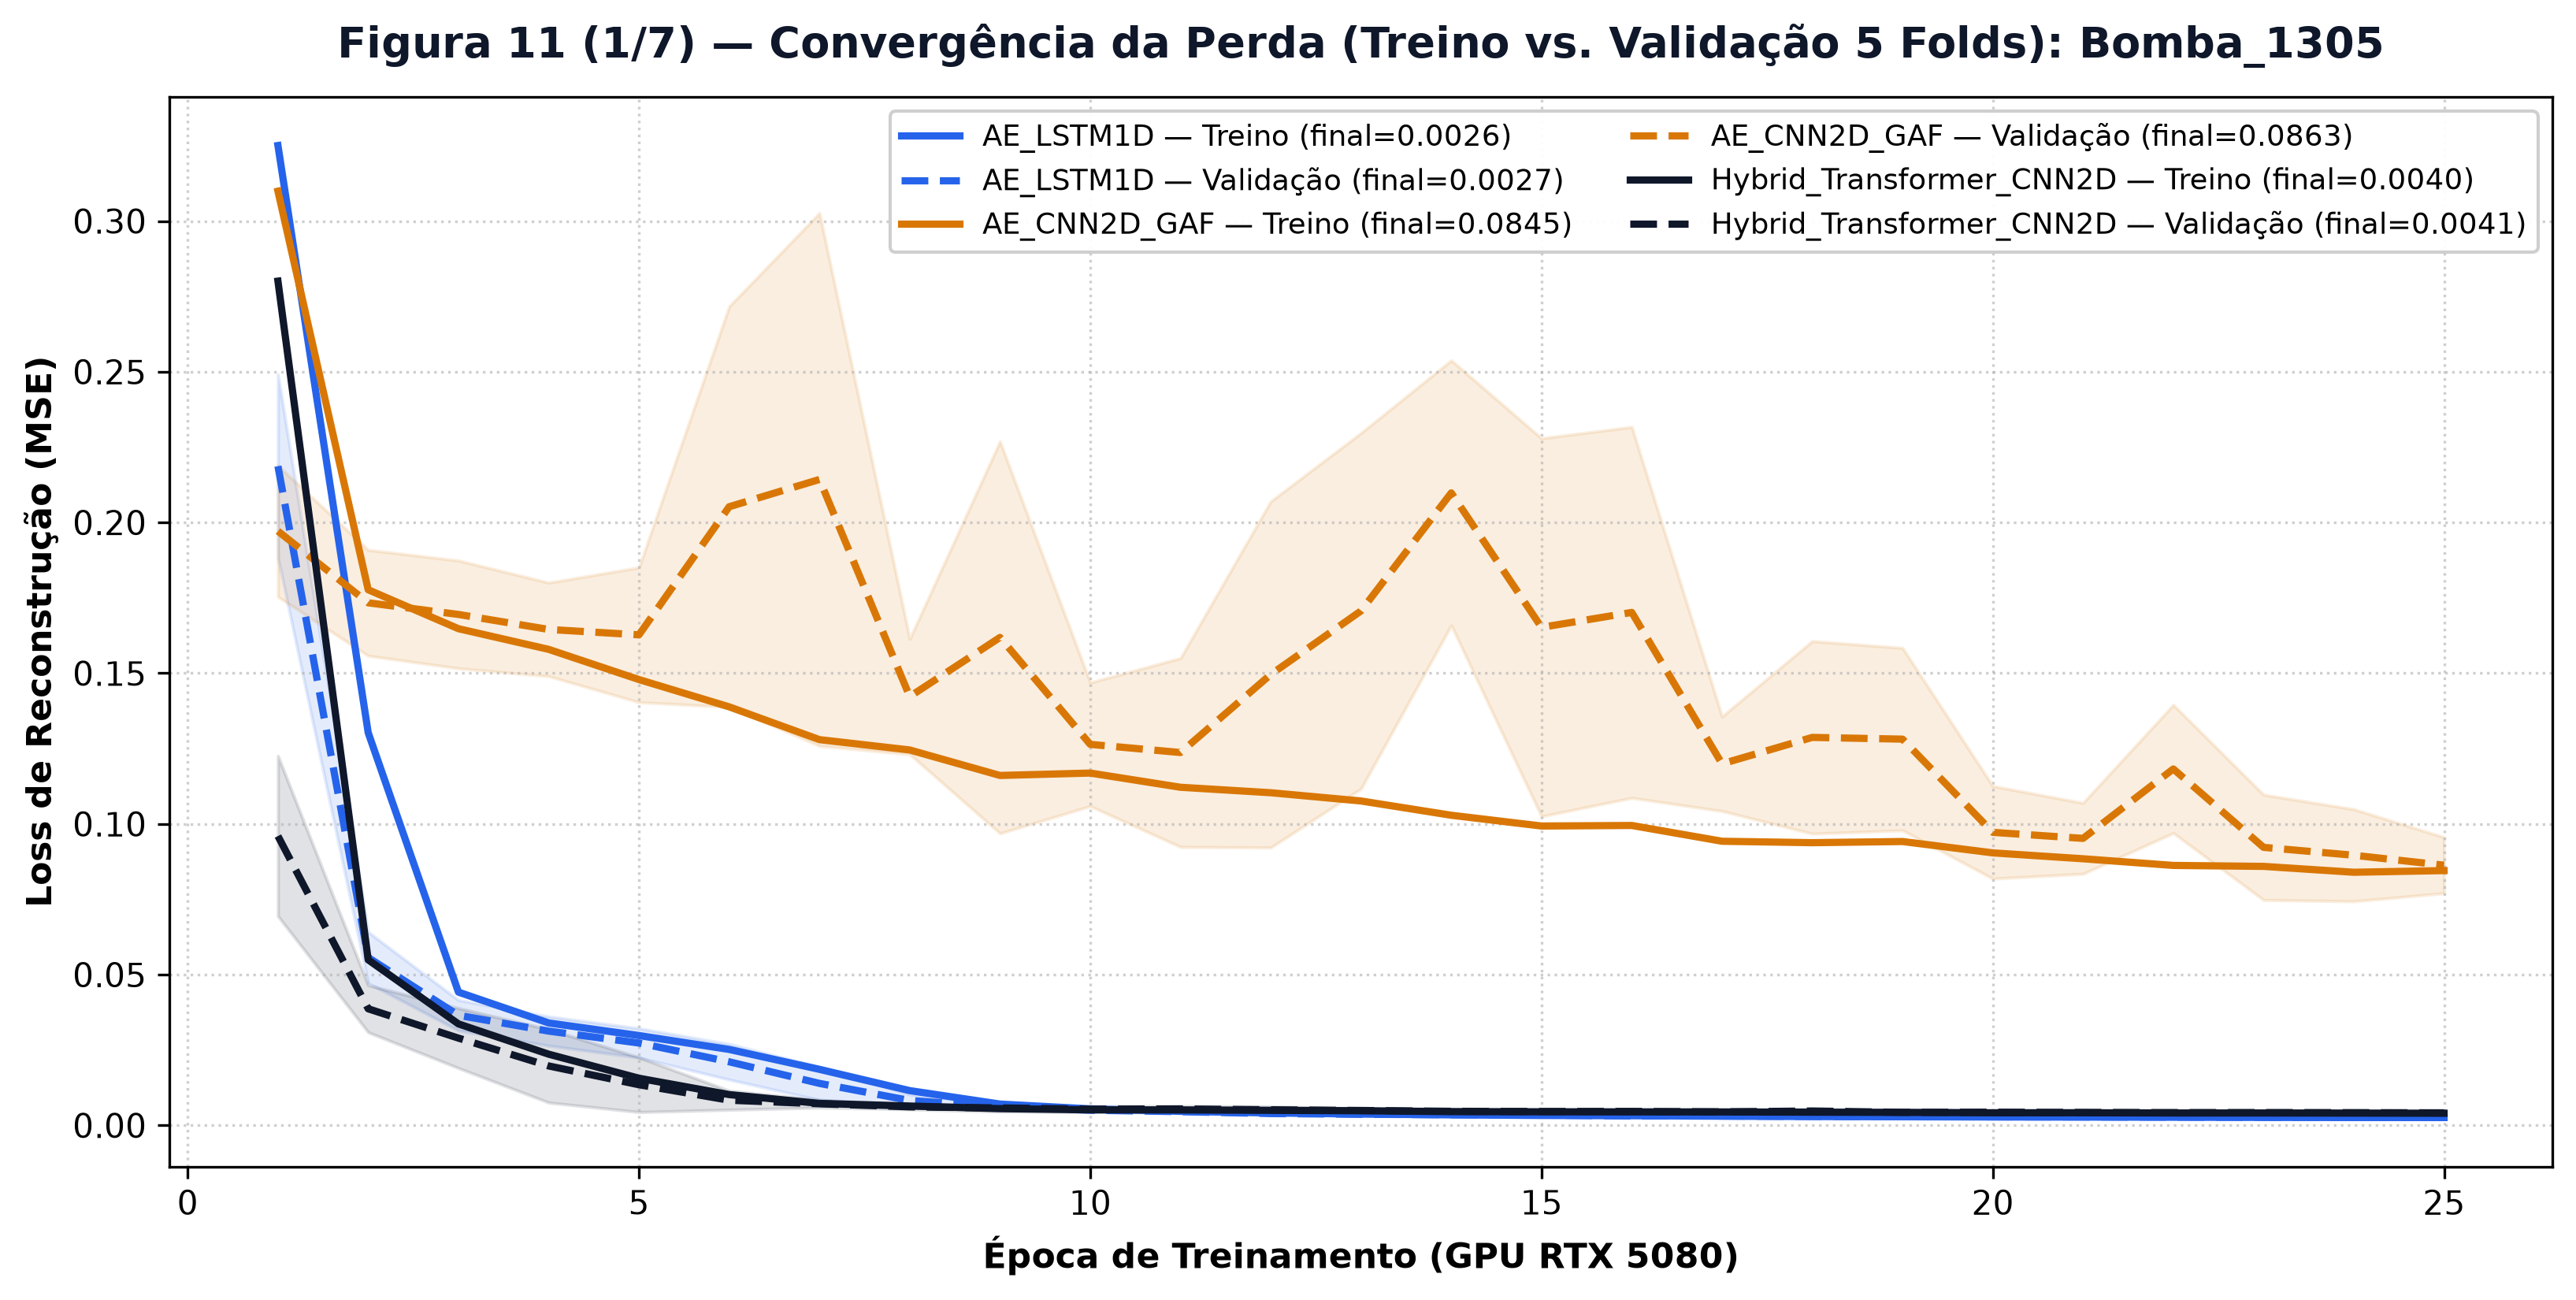 Figura 11 (1/7) — Convergência da Perda (Treino vs. Validação 5 Folds): Bomba_1305
AE_LSTM1D — Treino (final=0.0026)
AE_LSTM1D — Validação (final=0.0027)
AE_CNN2D_GAF — Treino (final=0.0845)
AE_CNN2D_GAF — Validação (final=0.0863)
Hybrid_Transformer_CNN2D — Treino (final=0.0040)
Hybrid_Transformer_CNN2D — Validação (final=0.0041)
Loss de Reconstrução (MSE)
0.30
0.25
0.20
0.15
0.10
0.05
0.00
0 5 10 15 20 25
Época de Treinamento (GPU RTX 5080)